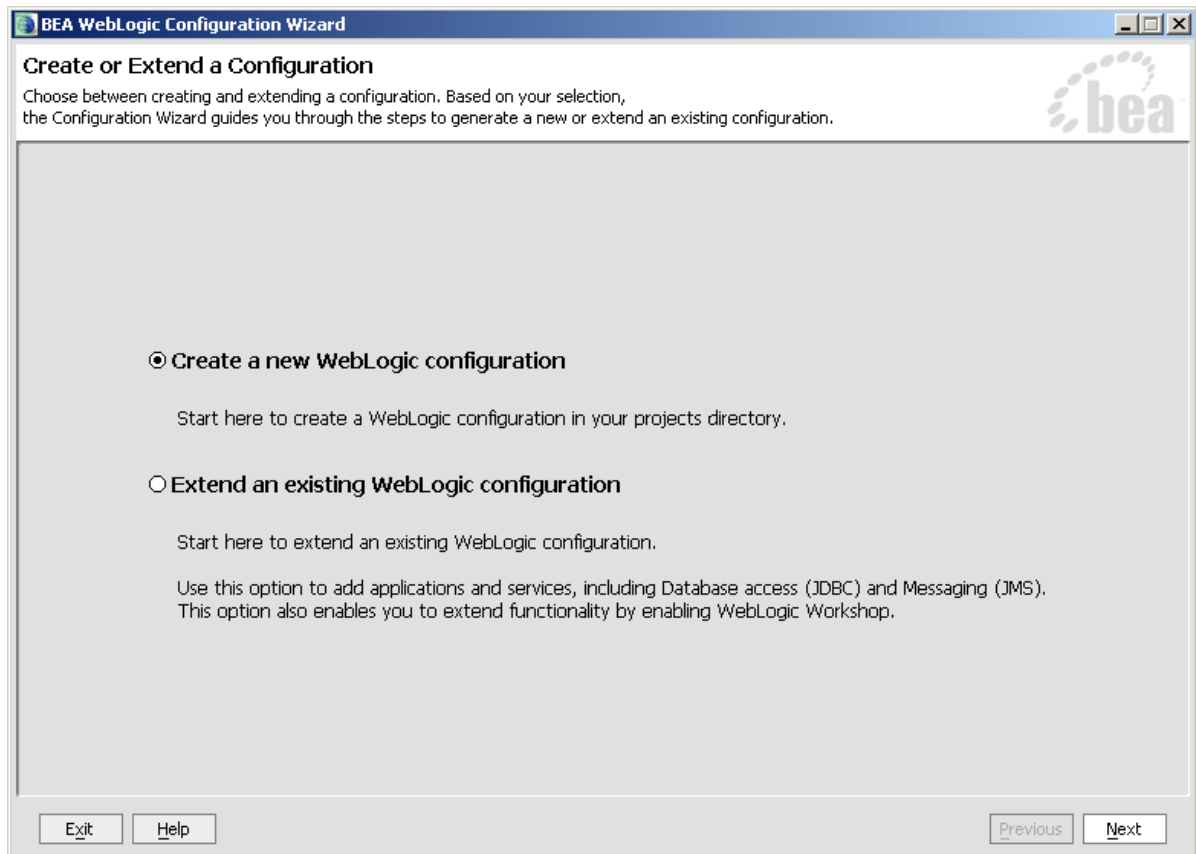 BEA WebLogic Configuration Wizard
Create or Extend a Configuration
Choose between creating and extending a configuration. Based on your selection,
the Configuration Wizard guides you through the steps to generate a new or extend an existing configuration.
bea
Create a new WebLogic configuration
Start here to create a WebLogic configuration in your projects directory.
Extend an existing WebLogic configuration
Start here to extend an existing WebLogic configuration.
Use this option to add applications and services, including Database access (JDBC) and Messaging (JMS).
This option also enables you to extend functionality by enabling WebLogic Workshop.
Exit Help Previous Next